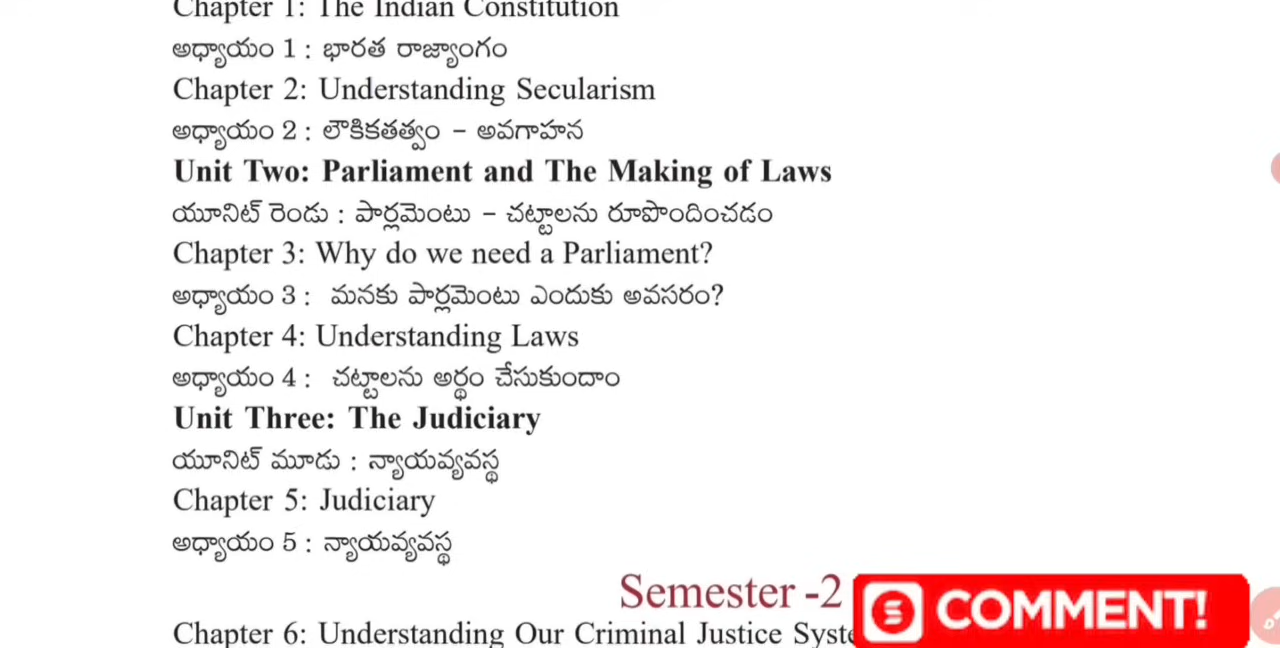 Chapter 1: The Indian Constitution
అధ్యాయం 1 : భారత రాజ్యాంగం
Chapter 2: Understanding Secularism
అధ్యాయం 2 : లౌకికతత్వం - అవగాహన
Unit Two: Parliament and The Making of Laws
యూనిట్ రెండు : పార్లమెంటు - చట్టాలను రూపొందించడం
Chapter 3: Why do we need a Parliament?
అధ్యాయం 3 : మనకు పార్లమెంటు ఎందుకు అవసరం?
Chapter 4: Understanding Laws
అధ్యాయం 4 : చట్టాలను అర్థం చేసుకుందాం
Unit Three: The Judiciary
యూనిట్ మూడు : న్యాయవ్యవస్థ
Chapter 5: Judiciary
అధ్యాయం 5 : న్యాయవ్యవస్థ
Semester -2
COMMENT!
Chapter 6: Understanding Our Criminal Justice Syste